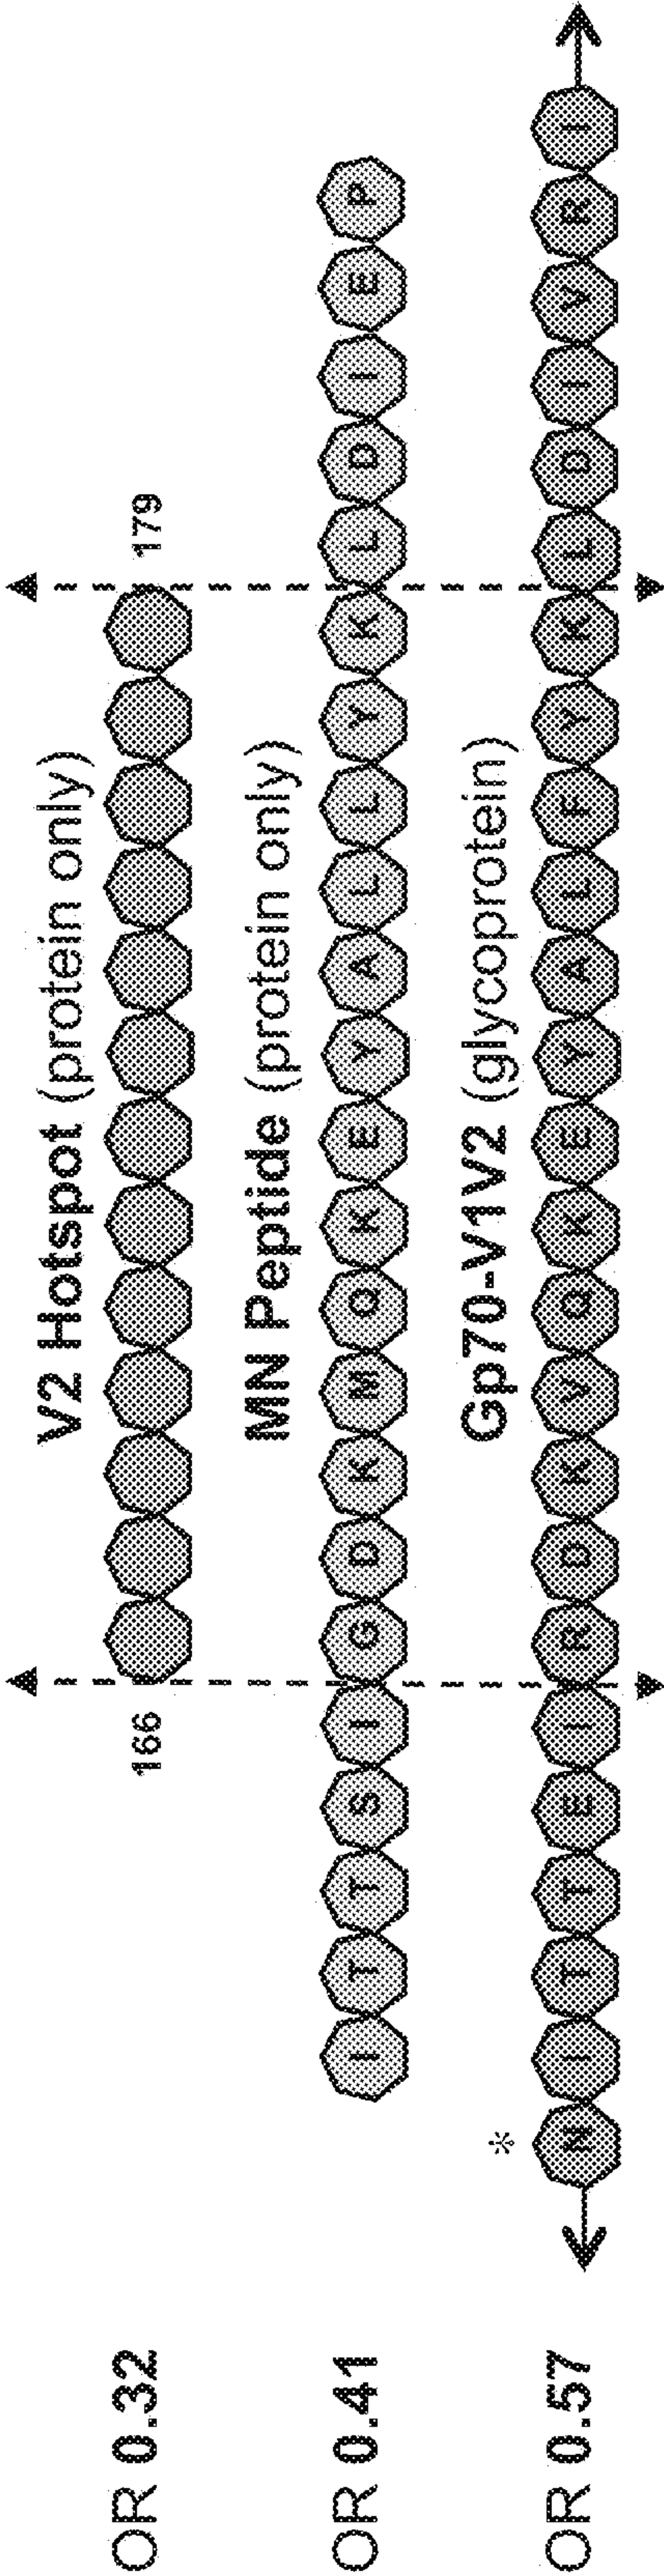 V2 Hotspot (protein only)
OR 0.32 166 179
MN Peptide (protein only)
OR 0.41 I T T S I G D K M Q K E Y A L L Y K L D I E P
Gp70-V1V2 (glycoprotein)
*
OR 0.57 N I T T E I R D K V Q K E Y A L F Y K L D I V R I